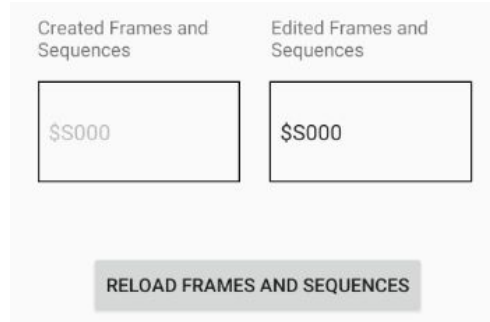 Created Frames and
Sequences
Edited Frames and
Sequences
$S000
$S000
RELOAD FRAMES AND SEQUENCES